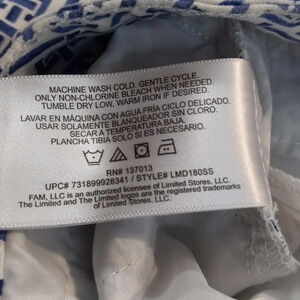 MACHINE WASH COLD. GENTLE CYCLE.
ONLY NON-CHLORINE BLEACH WHEN NEEDED.
TUMBLE DRY LOW, WARM IRON IF DESIRED.
LAVAR EN MÁQUINA CON AGUA FRÍA CICLO DELICADO.
USAR SOLAMENTE BLANQUEADOR SIN CLORO.
SECAR A TEMPERATURA BAJA.
PLANCHA TIBIA SOLO SI ES NECESARIO.
RN# 137013
UPC# 731899928341 / STYLE# LMD180SS
FAM, LLC is an authorized licensee of Limited Stores, LLC.
The Limited and The Limited logos are the registered trademarks
of Limited Stores, LLC.